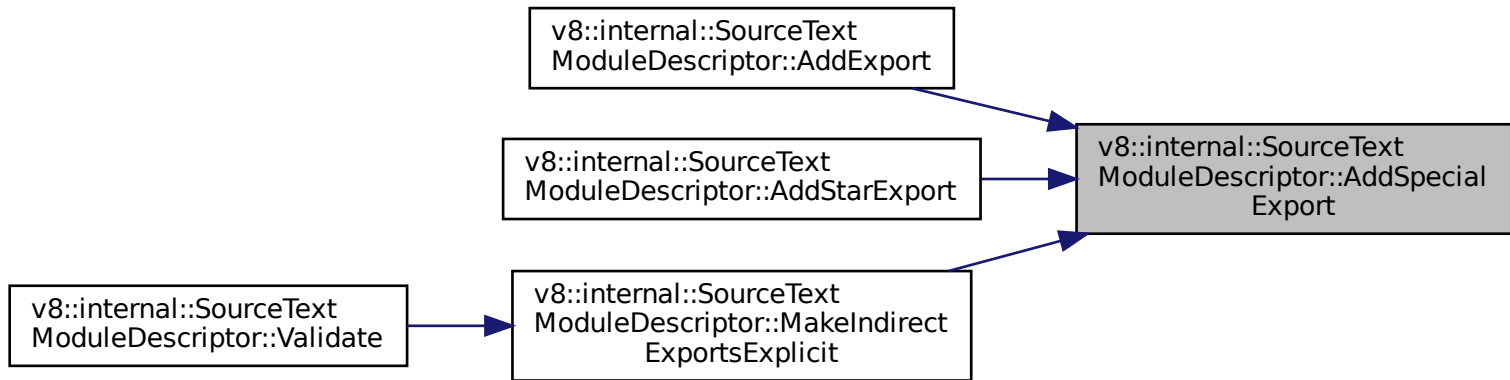 v8::internal::SourceText
ModuleDescriptor::AddExport
v8::internal::SourceText
ModuleDescriptor::AddSpecial
Export
v8::internal::SourceText
ModuleDescriptor::AddStarExport
v8::internal::SourceText
ModuleDescriptor::MakeIndirect
ExportsExplicit
v8::internal::SourceText
ModuleDescriptor::Validate